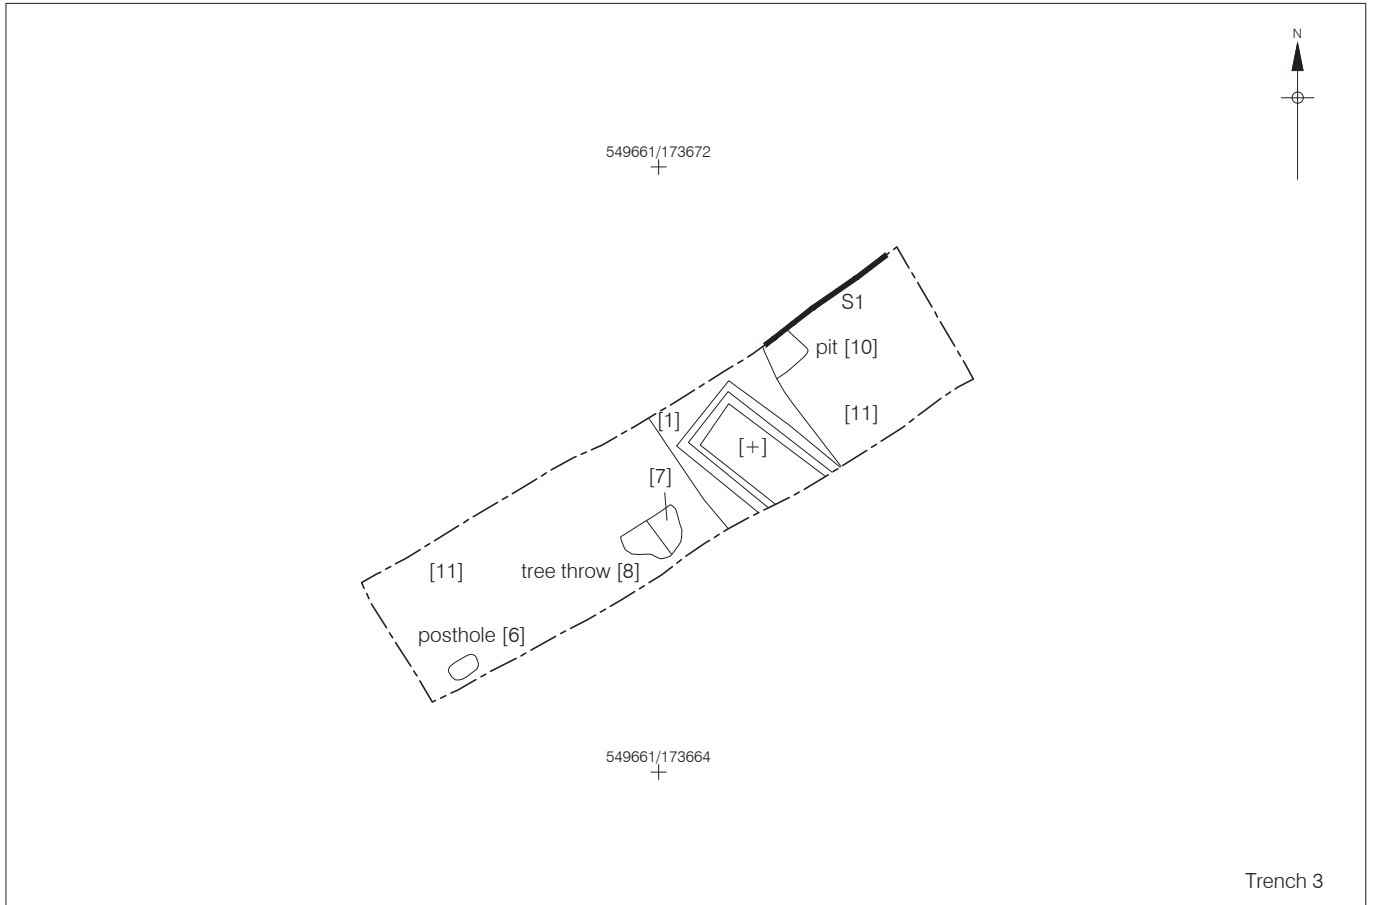 N
549661/173672
S1
pit [10]
[1]
[11]
[+]
[7]
[11]
tree throw [8]
posthole [6]
549661/173664
Trench 3